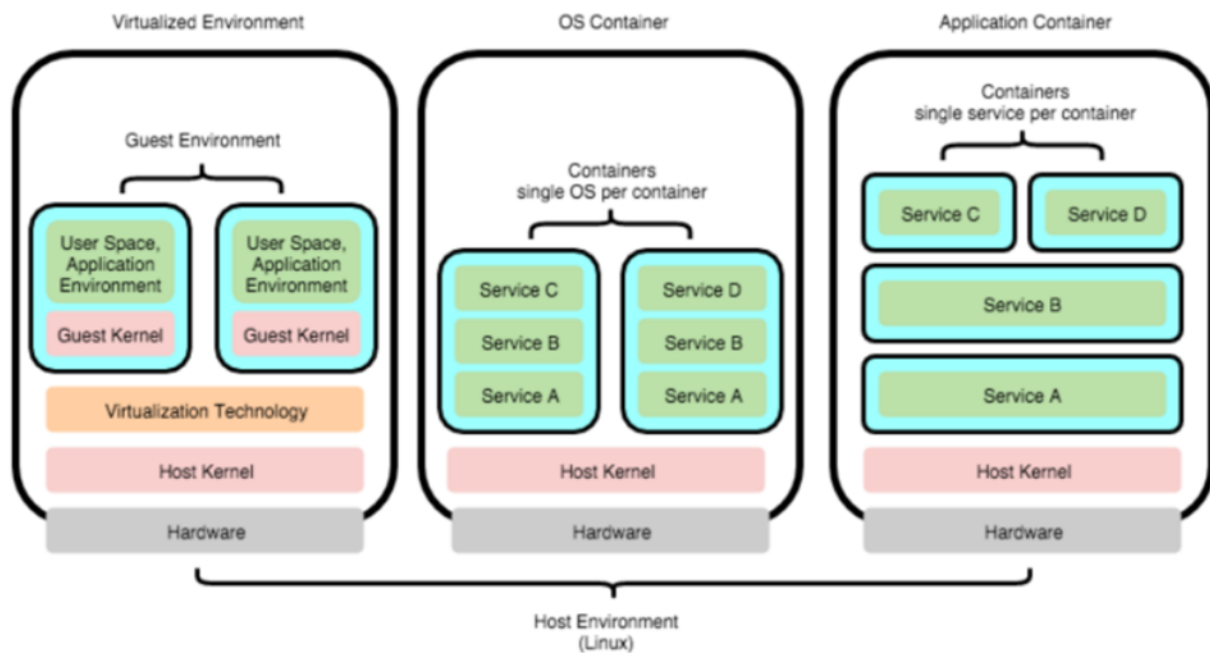 Virtualized Environment
OS Container
Application Container
Guest Environment
User Space,
Application
Environment
Guest Kernel
User Space,
Application
Environment
Guest Kernel
Virtualization Technology
Host Kernel
Hardware
Containers
single OS per container
Service C
Service B
Service A
Service D
Service B
Service A
Host Kernel
Hardware
Containers
single service per container
Service C
Service D
Service B
Service A
Host Kernel
Hardware
Host Environment
(Linux)